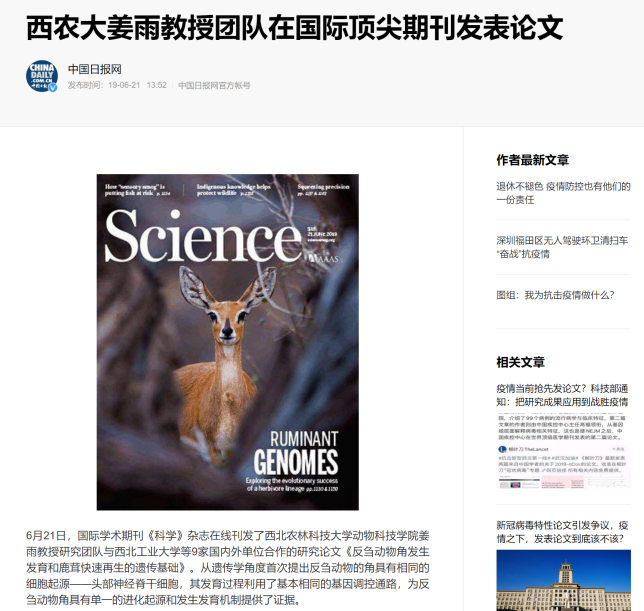 西农大姜雨教授团队在国际顶尖期刊发表论文
CHINA
DAILY
.COM.CN
中国日报网
发布时间：19-06-21 13:52 中国日报网官方帐号
How "sensory smog" is
putting fish at risk p. 1124
Indigenous knowledge helps
protect wildlife
Squeezing precision
Science
21 JUNE 2019
sciencemag.org
AAAS
RUMINANT
GENOMES
Exploring the evolutionary success
of a herbivore lineage pp. 1130 & 1150
6月21日，国际学术期刊《科学》杂志在线刊发了西北农林科技大学动物科技学院姜
雨教授研究团队与西北工业大学等9家国内外单位合作的研究论文《反刍动物角发生
发育和鹿茸快速再生的遗传基础》。从遗传学角度首次提出反刍动物的角具有相同的
细胞起源——头部神经脊干细胞，其发育过程利用了基本相同的基因调控通路，为反
刍动物角具有单一的进化起源和发生发育机制提供了证据。
作者最新文章
退休不褪色 疫情防控也有他们的
一份责任
深圳福田区无人驾驶环卫清扫车
“奋战”抗疫情
图组：我为抗击疫情做什么？
相关文章
疫情当前抢先发论文？科技部通
知：把研究成果应用到战胜疫情
柳叶刀 TheLancet
新冠病毒特性论文引发争议，疫
情之下，发表论文到底该不该？